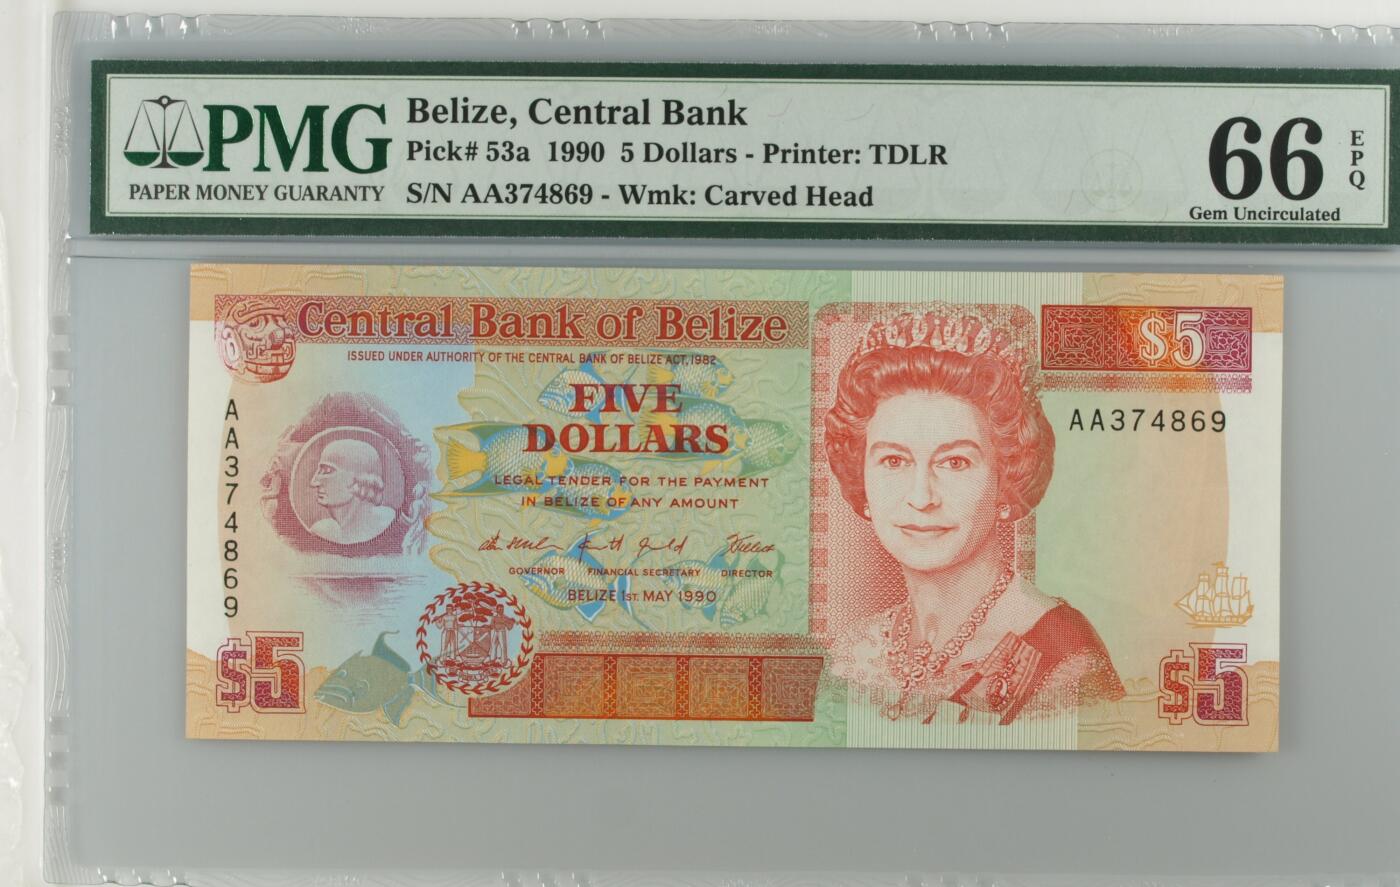 PMG
PAPER MONEY GUARANTY
Belize, Central Bank
Pick# 53a 1990 5 Dollars - Printer: TDLR
S/N AA374869 - Wmk: Carved Head
66
EPQ
Gem Uncirculated
Central Bank of Belize
$5
ISSUED UNDER AUTHORITY OF THE CENTRAL BANK OF BELIZE ACT, 1982
FIVE
DOLLARS
AA374869
AA374869
LEGAL TENDER FOR THE PAYMENT
IN BELIZE OF ANY AMOUNT
GOVERNOR FINANCIAL SECRETARY DIRECTOR
BELIZE 1ST. MAY 1990
$5
$5